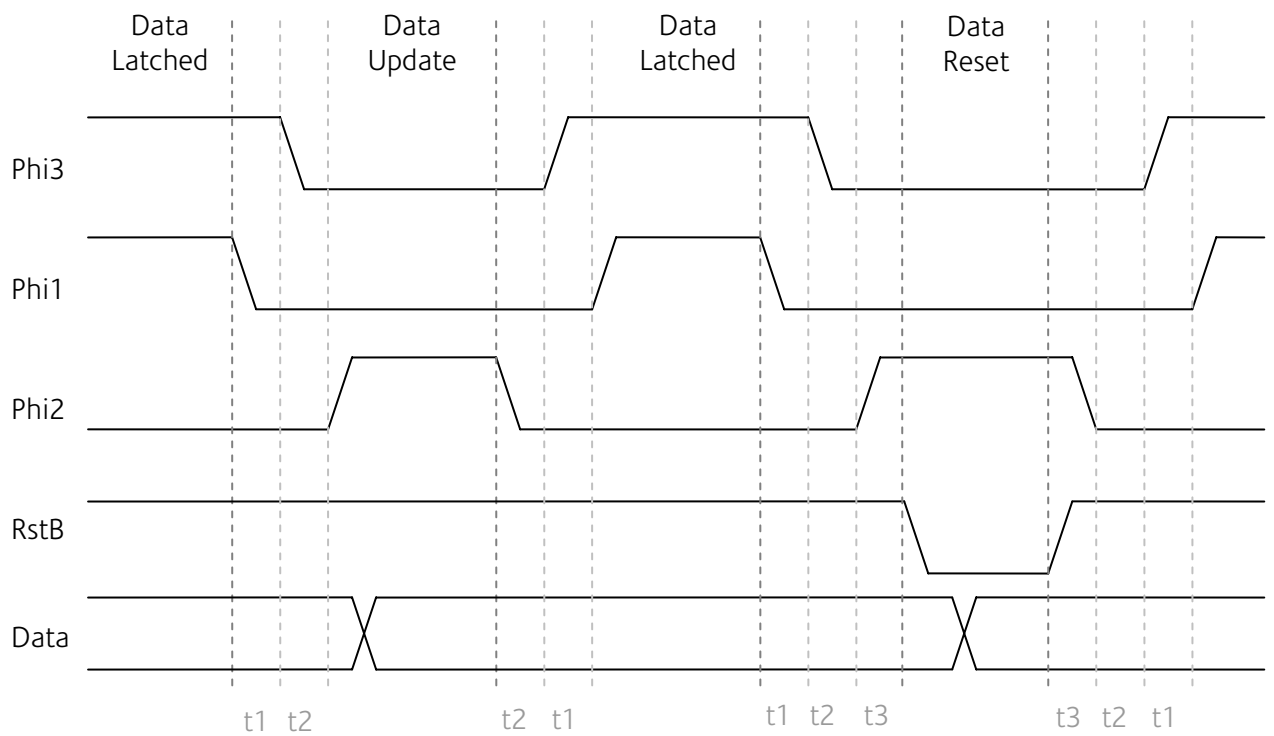 Data Latched
Data Update
Data Latched
Data Reset
Phi3
Phi1
Phi2
RstB
Data
t1 t2 t2 t1 t1 t2 t3 t3 t2 t1